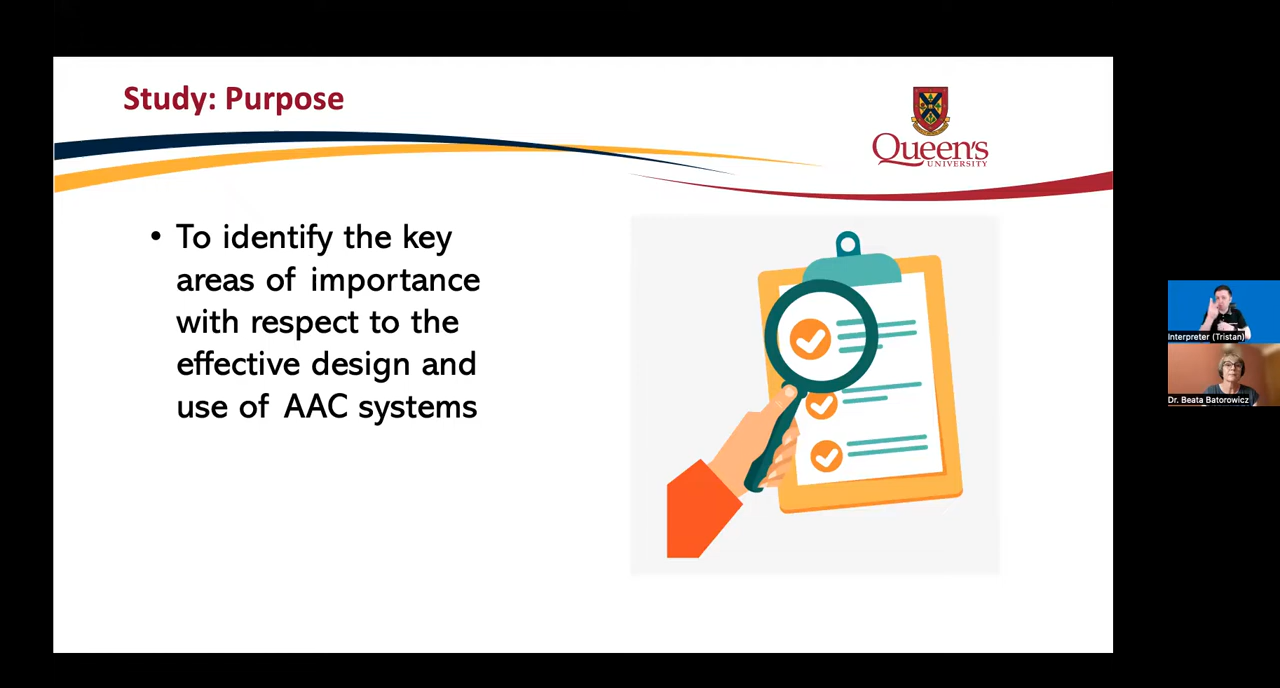 Study: Purpose
Queen's
UNIVERSITY
• To identify the key
areas of importance
with respect to the
effective design and
use of AAC systems
Interpreter (Tristan)
Dr. Beata Batorowicz